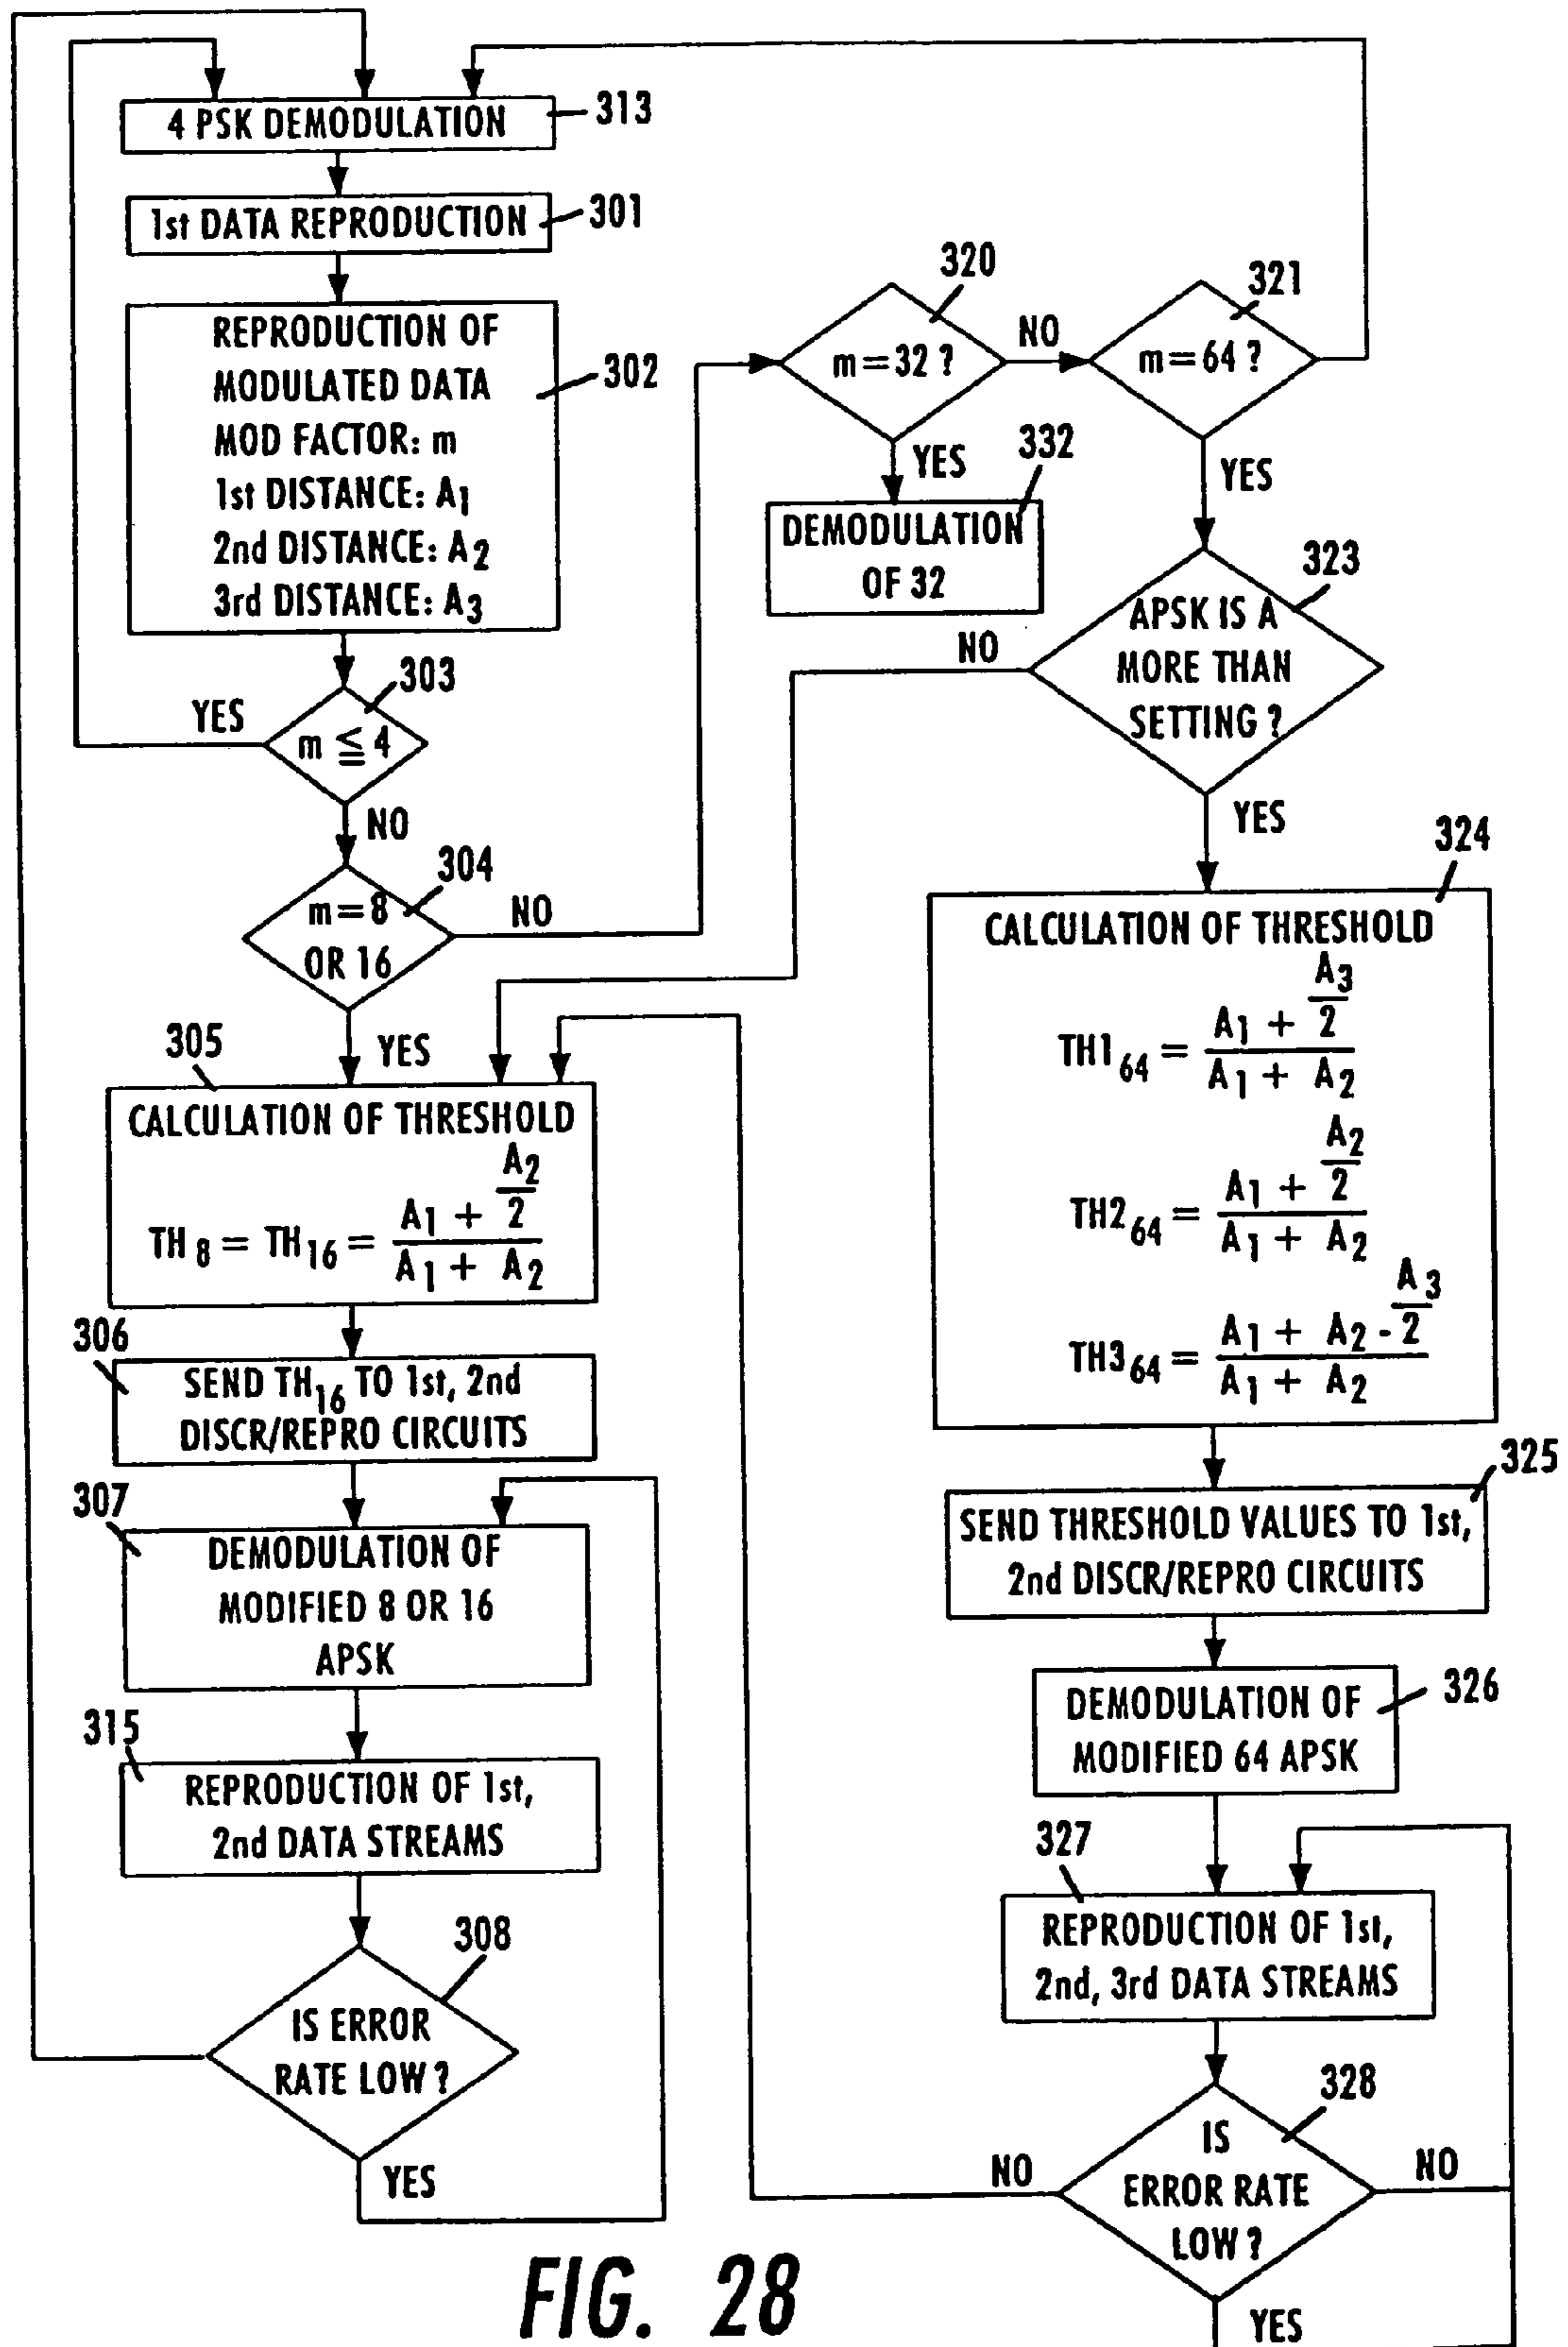 4 PSK DEMODULATION
313
1st DATA REPRODUCTION
301
REPRODUCTION OF
MODULATED DATA
MOD FACTOR: m
1st DISTANCE: A1
2nd DISTANCE: A2
3rd DISTANCE: A3
302
303
YES
m ≦ 4
NO
304
m=8
OR 16
NO
YES
305
CALCULATION OF THRESHOLD
TH8 = TH16 = (A1 + A2/2) / (A1 + A2)
306
SEND TH16 TO 1st, 2nd
DISCR/REPRO CIRCUITS
307
DEMODULATION OF
MODIFIED 8 OR 16
APSK
315
REPRODUCTION OF 1st,
2nd DATA STREAMS
308
IS ERROR
RATE LOW?
YES
320
m=32?
NO
321
m=64?
YES
332
DEMODULATION
OF 32
YES
323
APSK IS A
MORE THAN
SETTING?
NO
YES
324
CALCULATION OF THRESHOLD
TH1 64 = (A1 + A3/2) / (A1 + A2)
TH2 64 = (A1 + A2/2) / (A1 + A2)
TH3 64 = (A1 + A2 - A3/2) / (A1 + A2)
325
SEND THRESHOLD VALUES TO 1st,
2nd DISCR/REPRO CIRCUITS
326
DEMODULATION OF
MODIFIED 64 APSK
327
REPRODUCTION OF 1st,
2nd, 3rd DATA STREAMS
328
IS
ERROR RATE
LOW?
NO
NO
YES
FIG. 28